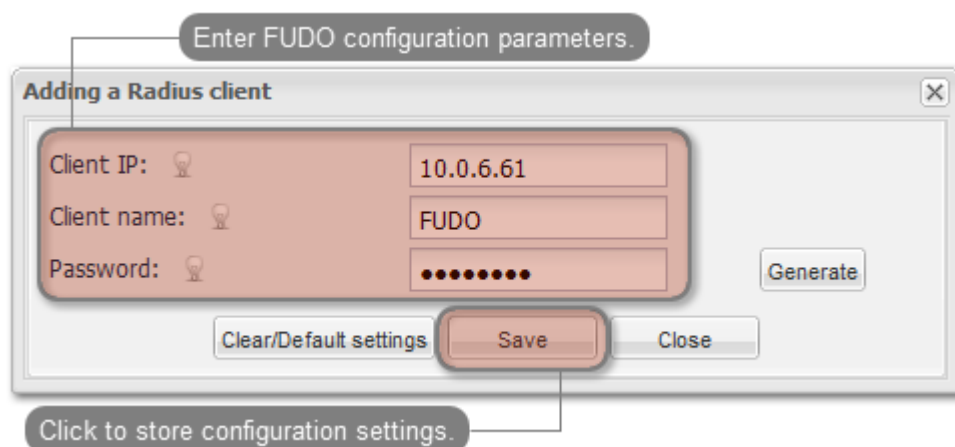 Enter FUDO configuration parameters.
Adding a Radius client
Client IP: 10.0.6.61
Client name: FUDO
Password: ●●●●●●●●
Generate
Clear/Default settings Save Close
Click to store configuration settings.